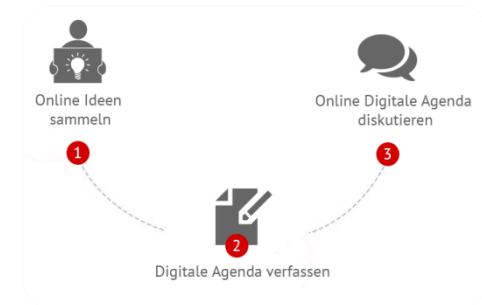 Online Ideen
sammeln
1
2
Digitale Agenda verfassen
Online Digitale Agenda
diskutieren
3